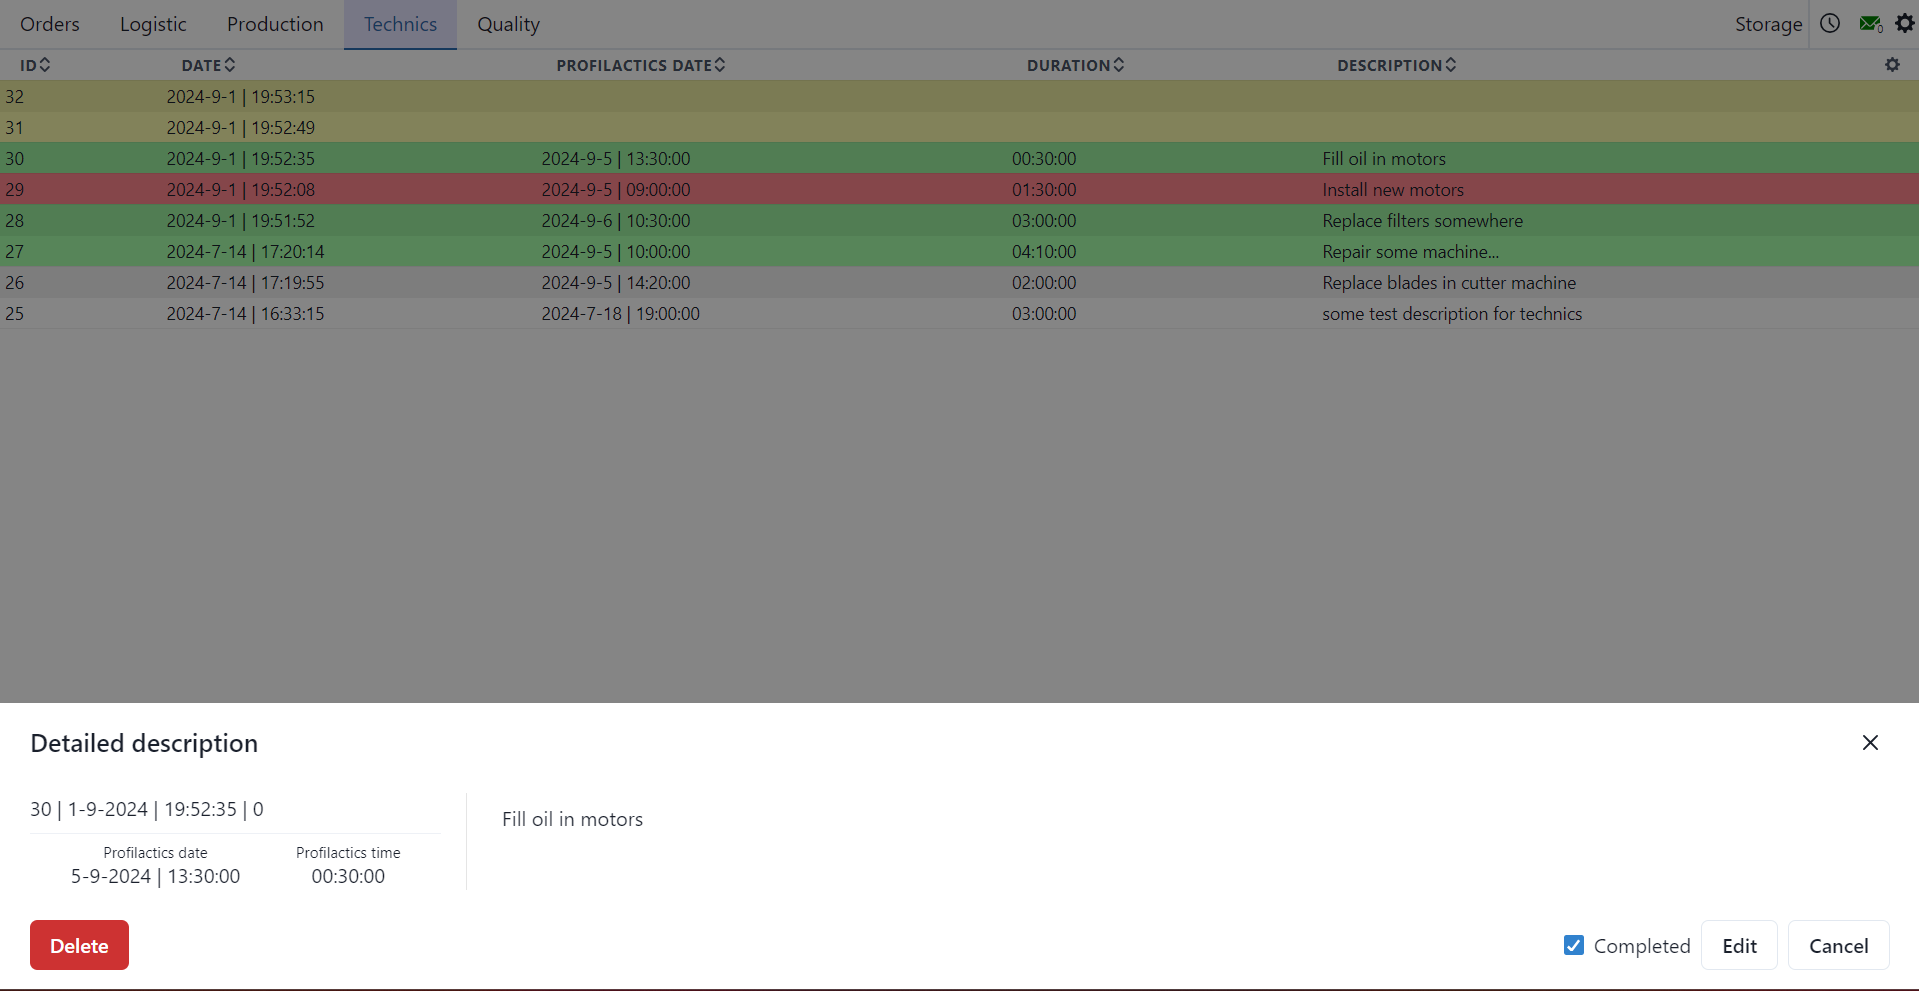 Orders Logistic Production Technics Quality Storage 0
ID DATE PROFILACTICS DATE DURATION DESCRIPTION
32 2024-9-1 | 19:53:15
31 2024-9-1 | 19:52:49
30 2024-9-1 | 19:52:35 2024-9-5 | 13:30:00 00:30:00 Fill oil in motors
29 2024-9-1 | 19:52:08 2024-9-5 | 09:00:00 01:30:00 Install new motors
28 2024-9-1 | 19:51:52 2024-9-6 | 10:30:00 03:00:00 Replace filters somewhere
27 2024-7-14 | 17:20:14 2024-9-5 | 10:00:00 04:10:00 Repair some machine...
26 2024-7-14 | 17:19:55 2024-9-5 | 14:20:00 02:00:00 Replace blades in cutter machine
25 2024-7-14 | 16:33:15 2024-7-18 | 19:00:00 03:00:00 some test description for technics
Detailed description
30 | 1-9-2024 | 19:52:35 | 0
Fill oil in motors
Profilactics date Profilactics time
5-9-2024 | 13:30:00 00:30:00
Delete Completed Edit Cancel